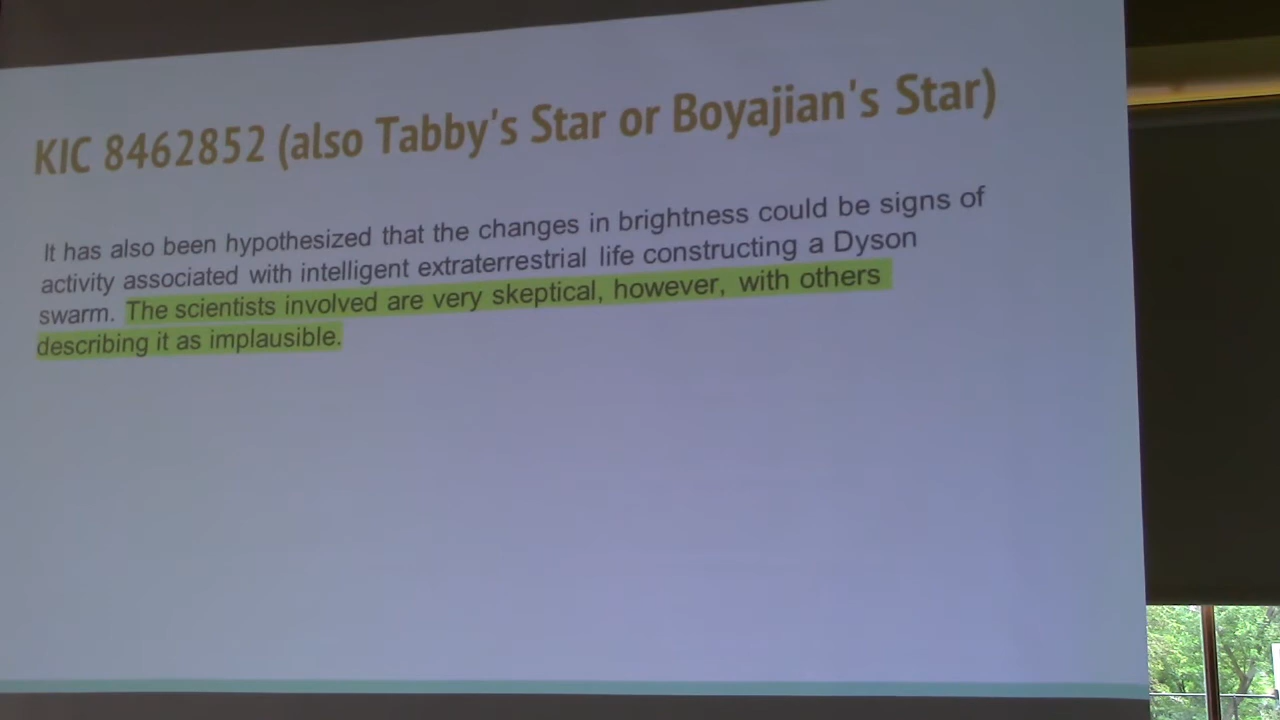 KIC 8462852 (also Tabby's Star or Boyajian's Star)
It has also been hypothesized that the changes in brightness could be signs of
activity associated with intelligent extraterrestrial life constructing a Dyson
swarm. The scientists involved are very skeptical, however, with others
describing it as implausible.